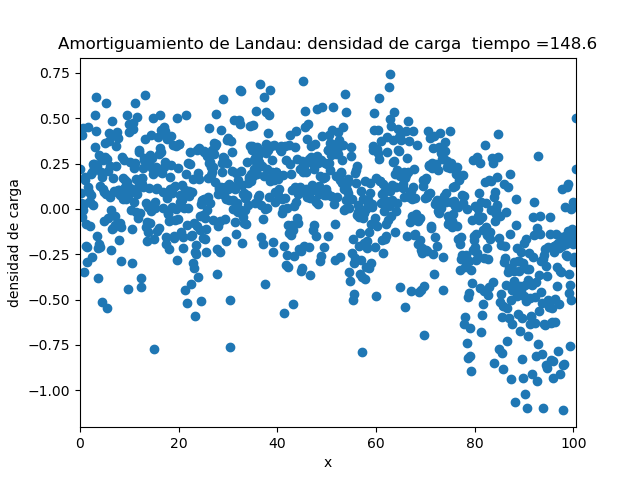 Amortiguamiento de Landau: densidad de carga  tiempo =148.6
0.75
0.50
0.25
0.00
−0.25
−0.50
−0.75
−1.00
densidad de carga
0 20 40 60 80 100
x